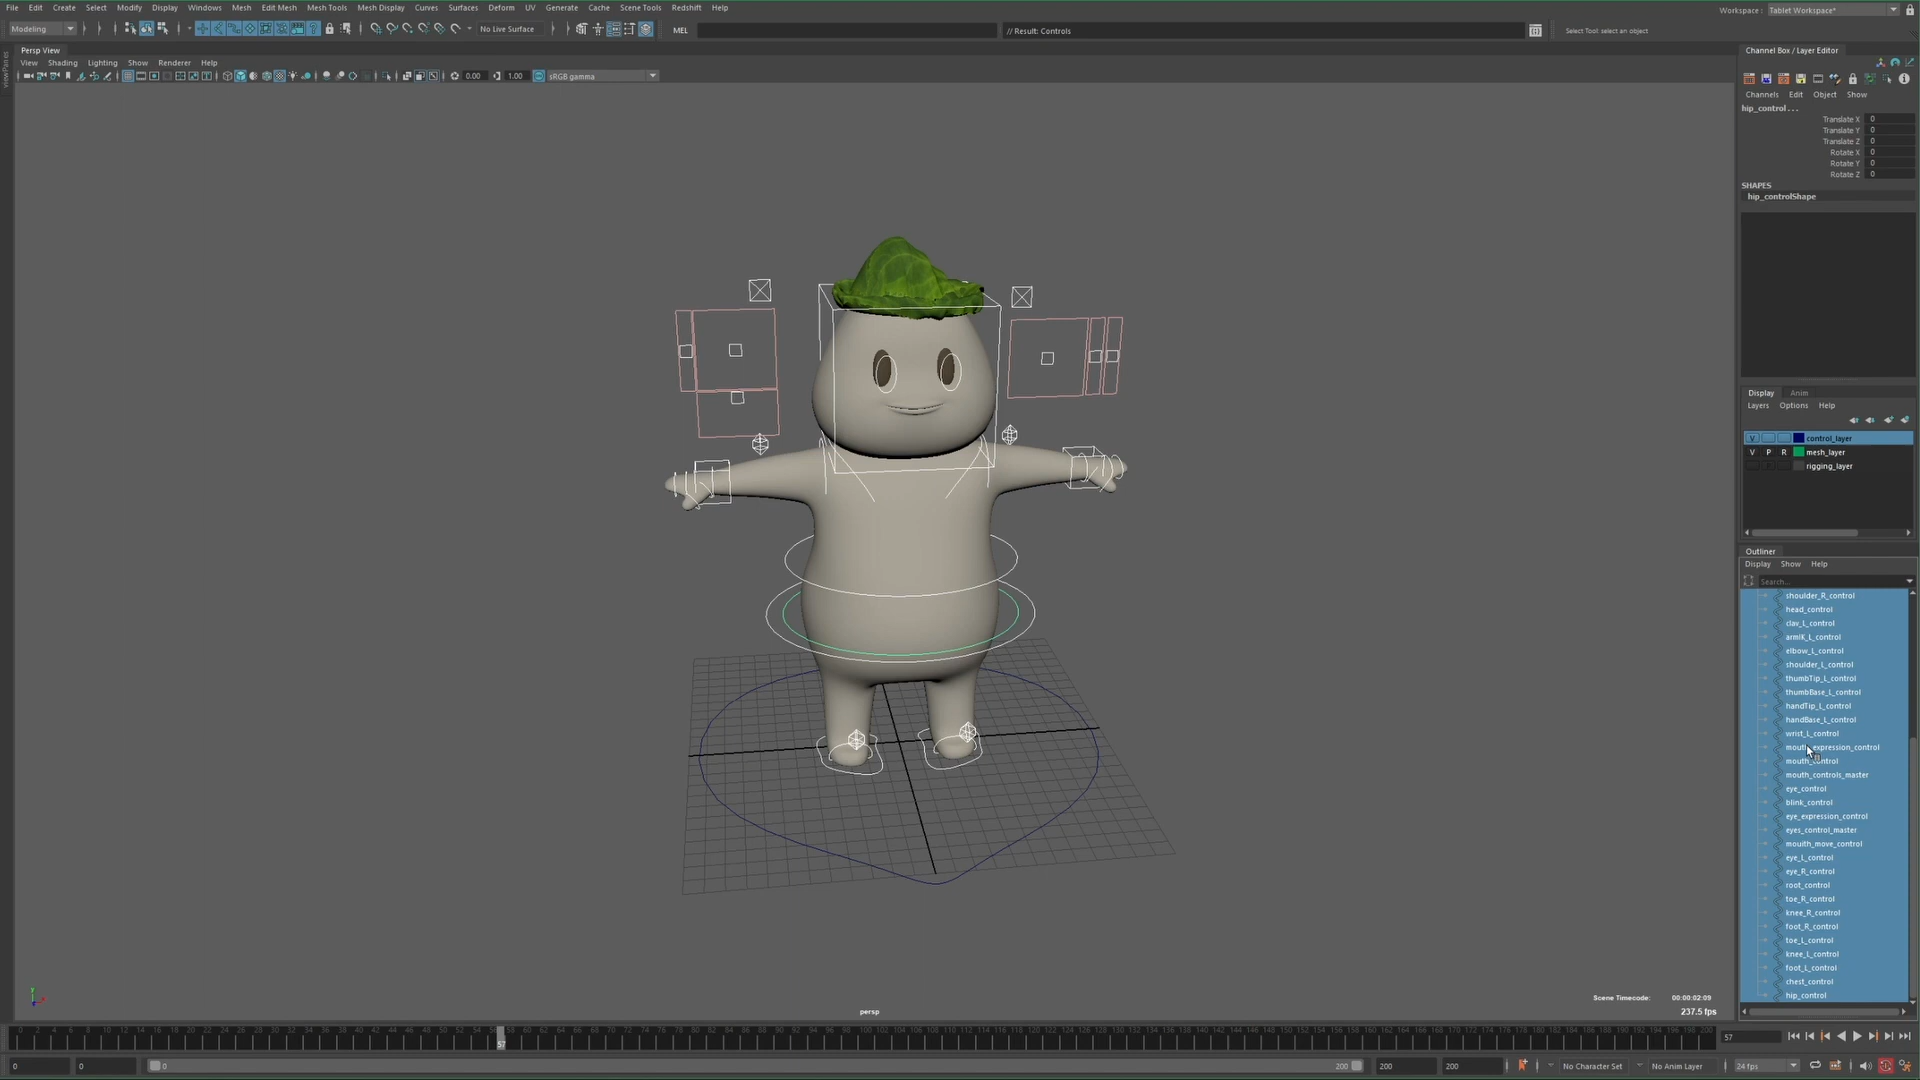 File Edit Create Select Modify Display Windows Mesh Edit Mesh Mesh Tools Mesh Display Curves Surfaces Deform UV Generate Cache Scene Tools Redshift Help
Workspace : Tablet Workspace*
Modeling No Live Surface MEL // Result: Controls Select Tool: select an object
Persp View
View Shading Lighting Show Renderer Help
0.00 1.00 sRGB gamma
Channel Box / Layer Editor
Channels Edit Object Show
hip_control . . .
Translate X 0
Translate Y 0
Translate Z 0
Rotate X 0
Rotate Y 0
Rotate Z 0
SHAPES
hip_controlShape
Display Anim
Layers Options Help
V control_layer
V P R mesh_layer
P rigging_layer
Outliner
Display Show Help
Search...
shoulder_R_control
head_control
clav_L_control
armIK_L_control
elbow_L_control
shoulder_L_control
thumbTip_L_control
thumbBase_L_control
handTip_L_control
handBase_L_control
wrist_L_control
mouth_expression_control
mouth_control
mouth_controls_master
eye_control
blink_control
eye_expression_control
eyes_control_master
mouith_move_control
eye_L_control
eye_R_control
root_control
toe_R_control
knee_R_control
foot_R_control
toe_L_control
knee_L_control
foot_L_control
chest_control
hip_control
Scene Timecode: 00:00:02:09
persp
237.5 fps
57
57
0 0 0 200 200 200 No Character Set No Anim Layer 24 fps